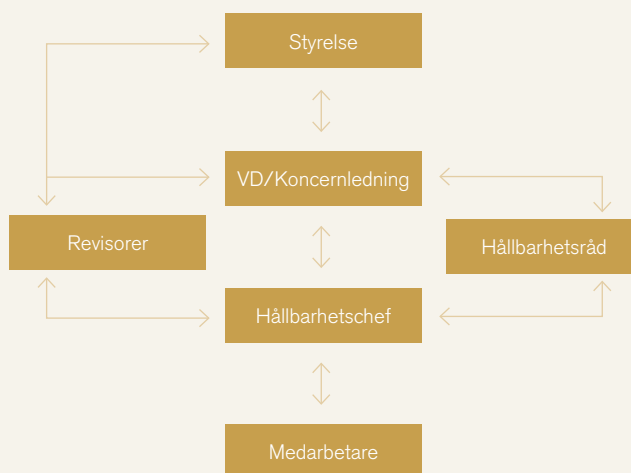 Styrelse
VD/Koncernledning
Revisorer
Hållbarhetsråd
Hållbarhetschef
Medarbetare